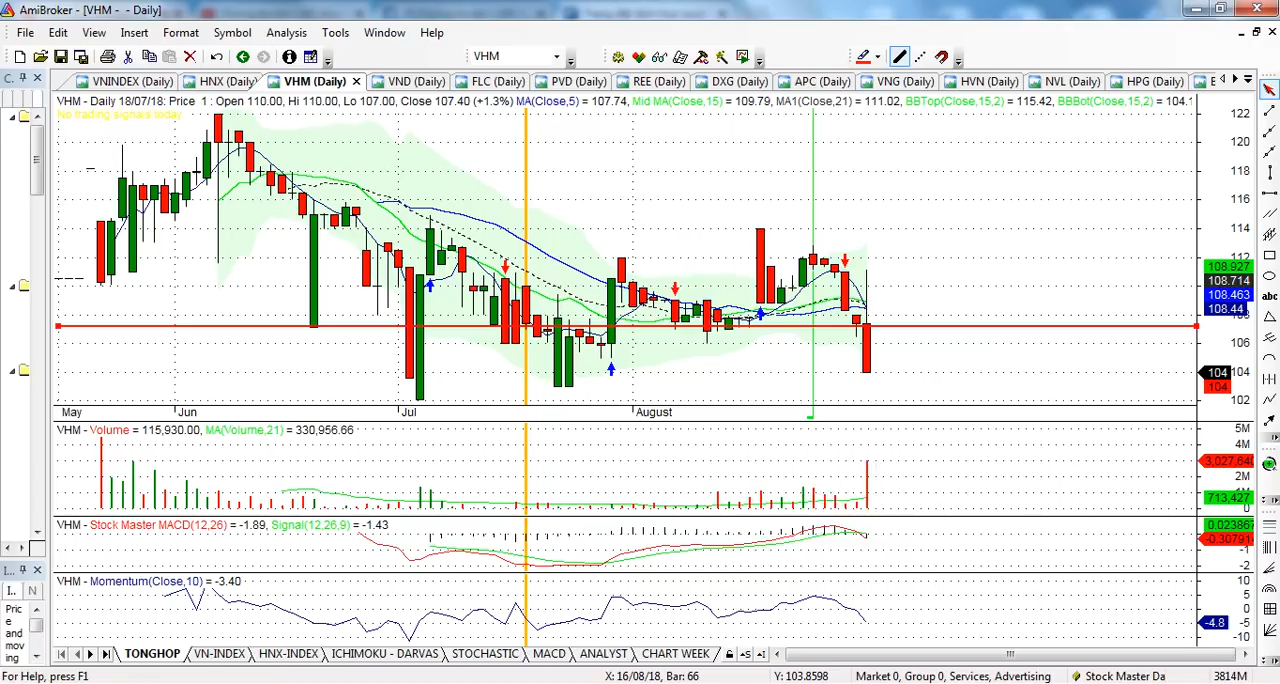 AmiBroker - [VHM - - Daily]
File Edit View Insert Format Symbol Analysis Tools Window Help
VHM
C.
VNINDEX (Daily) HNX (Daily) VHM (Daily) VND (Daily) FLC (Daily) PVD (Daily) REE (Daily) DXG (Daily) APC (Daily) VNG (Daily) HVN (Daily) NVL (Daily) HPG (Daily) E
VHM - Daily 18/07/18: Price 1 : Open 110.00, Hi 110.00, Lo 107.00, Close 107.40 (+1.3%) MA(Close,5) = 107.74, Mid MA(Close,15) = 109.79, MA1(Close,21) = 111.02, BBTop(Close,15,2) = 115.42, BBBot(Close,15,2) = 104.1
No trading signals today
122
120
118
116
114
112
108.927
108.714
108.463
108.44
106
104 104
104
102
May Jun Jul August
VHM - Volume = 115,930.00, MA(Volume,21) = 330,956.66
5M
4M
3,027,640
2M
713,427
0
VHM - Stock Master MACD(12,26) = -1.89, Signal(12,26,9) = -1.43
0.023867
-0.30791
-1
-2
VHM - Momentum(Close,10) = -3.40
10
5
0
-4.8
-10
I..
I.. N
Pric
e
and
mov
ing
TONGHOP VN-INDEX HNX-INDEX ICHIMOKU - DARVAS STOCHASTIC MACD ANALYST CHART WEEK
For Help, press F1 X: 16/08/18, Bar: 66 Y: 103.8598 Market 0, Group 0, Services, Advertising Stock Master Da 3814M
abc